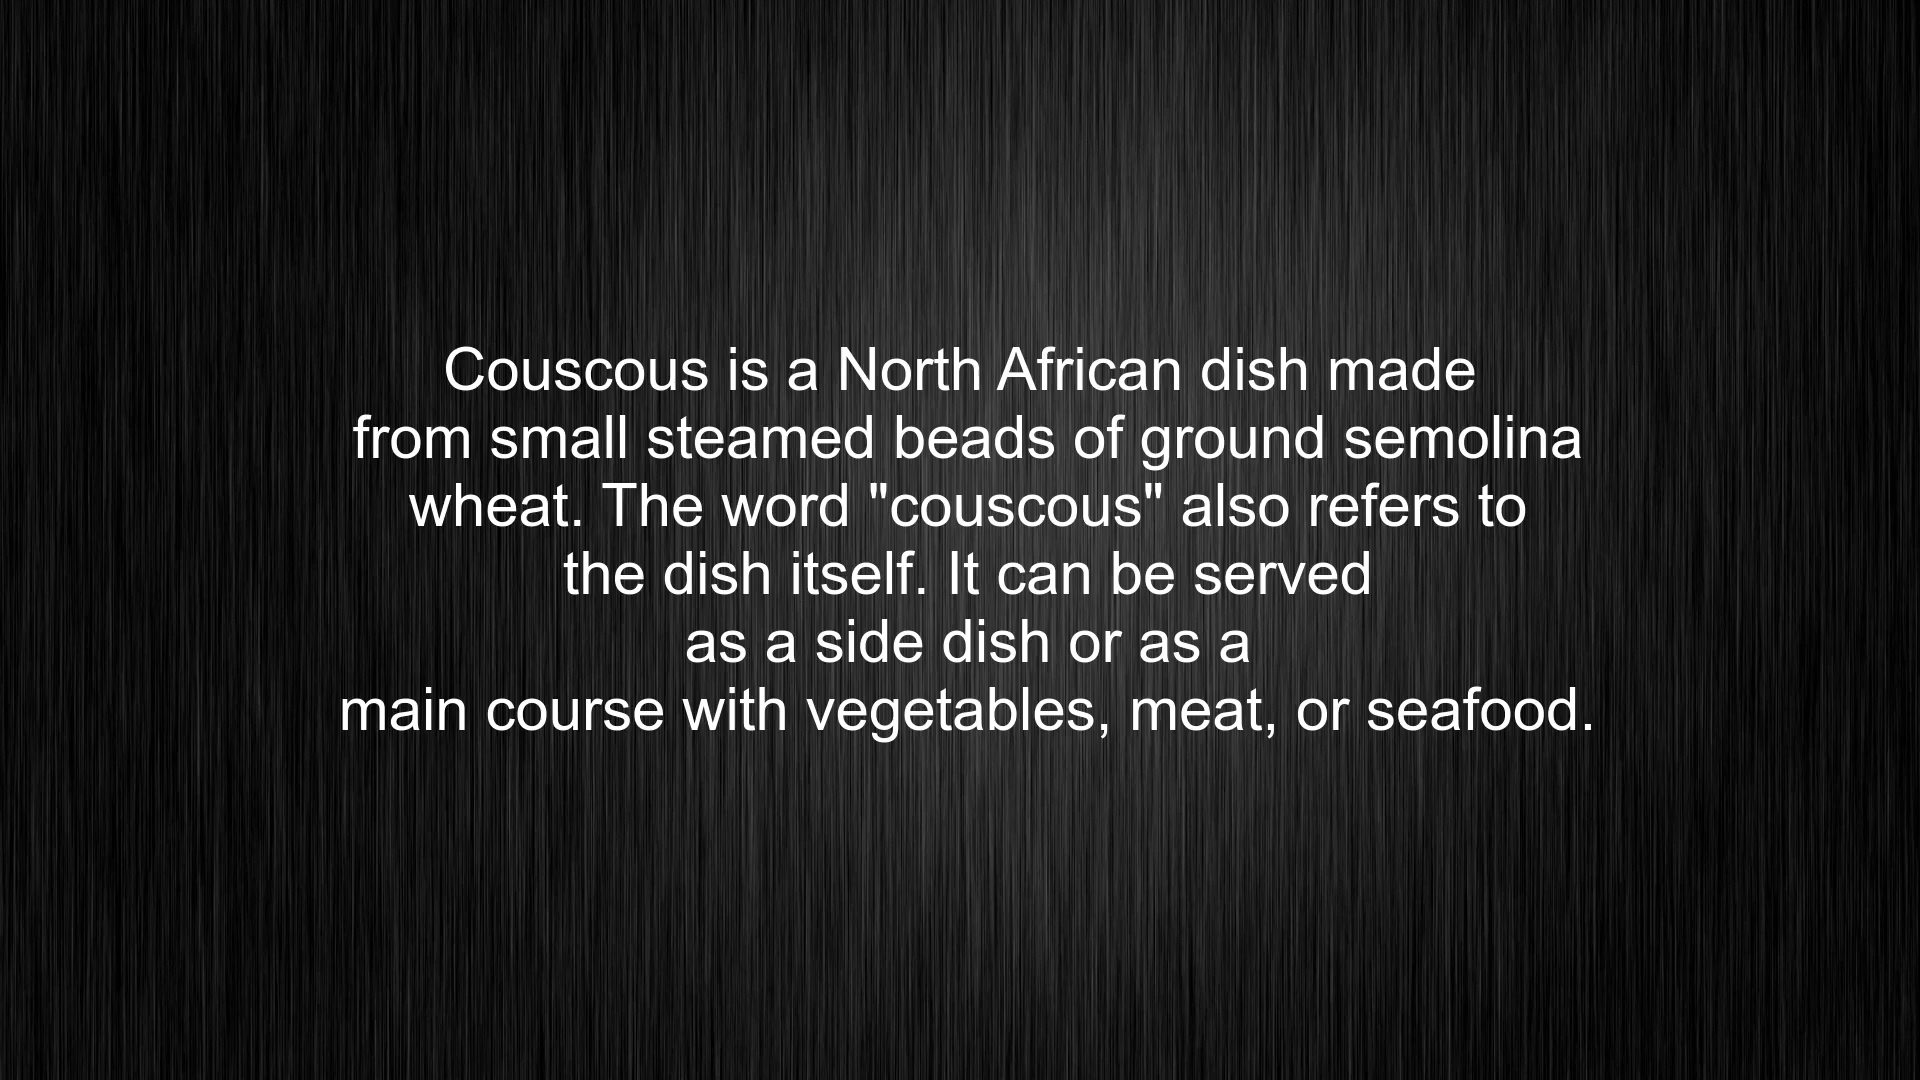 Couscous is a North African dish made
from small steamed beads of ground semolina
wheat. The word "couscous" also refers to
the dish itself. It can be served
as a side dish or as a
main course with vegetables, meat, or seafood.